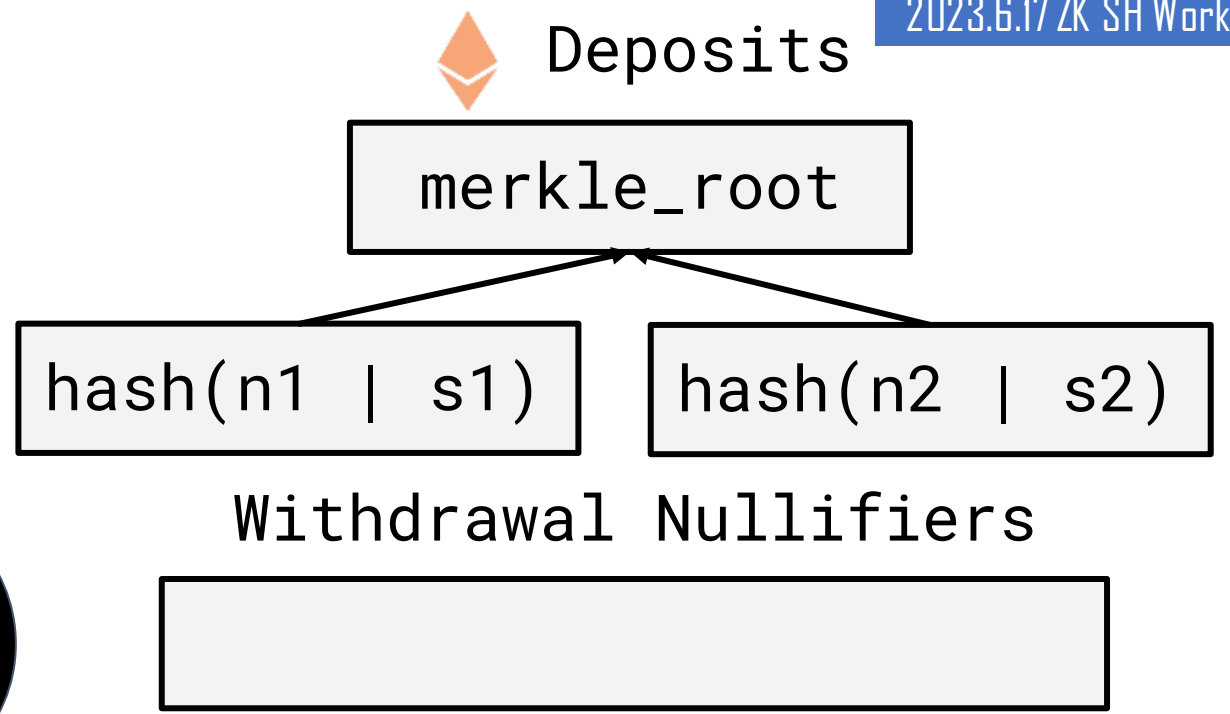 2023.6.17 ZK SH Work
Deposits
merkle_root
hash(n1 | s1)
hash(n2 | s2)
Withdrawal Nullifiers